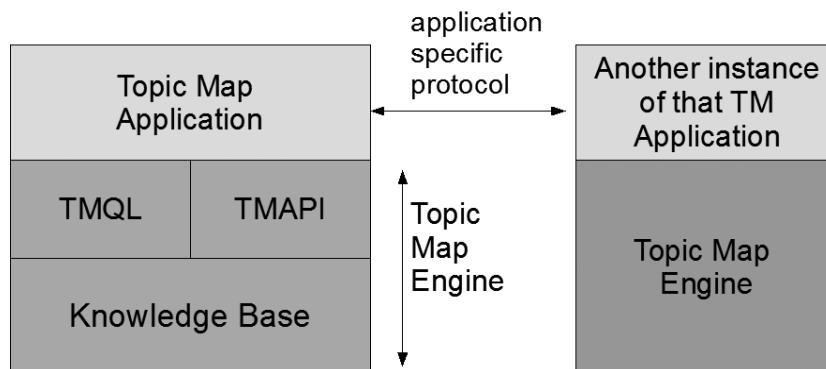 application
specific
protocol
Topic Map
Application
Another instance
of that TM
Application
TMQL
TMAPI
Topic
Map
Engine
Topic Map
Engine
Knowledge Base